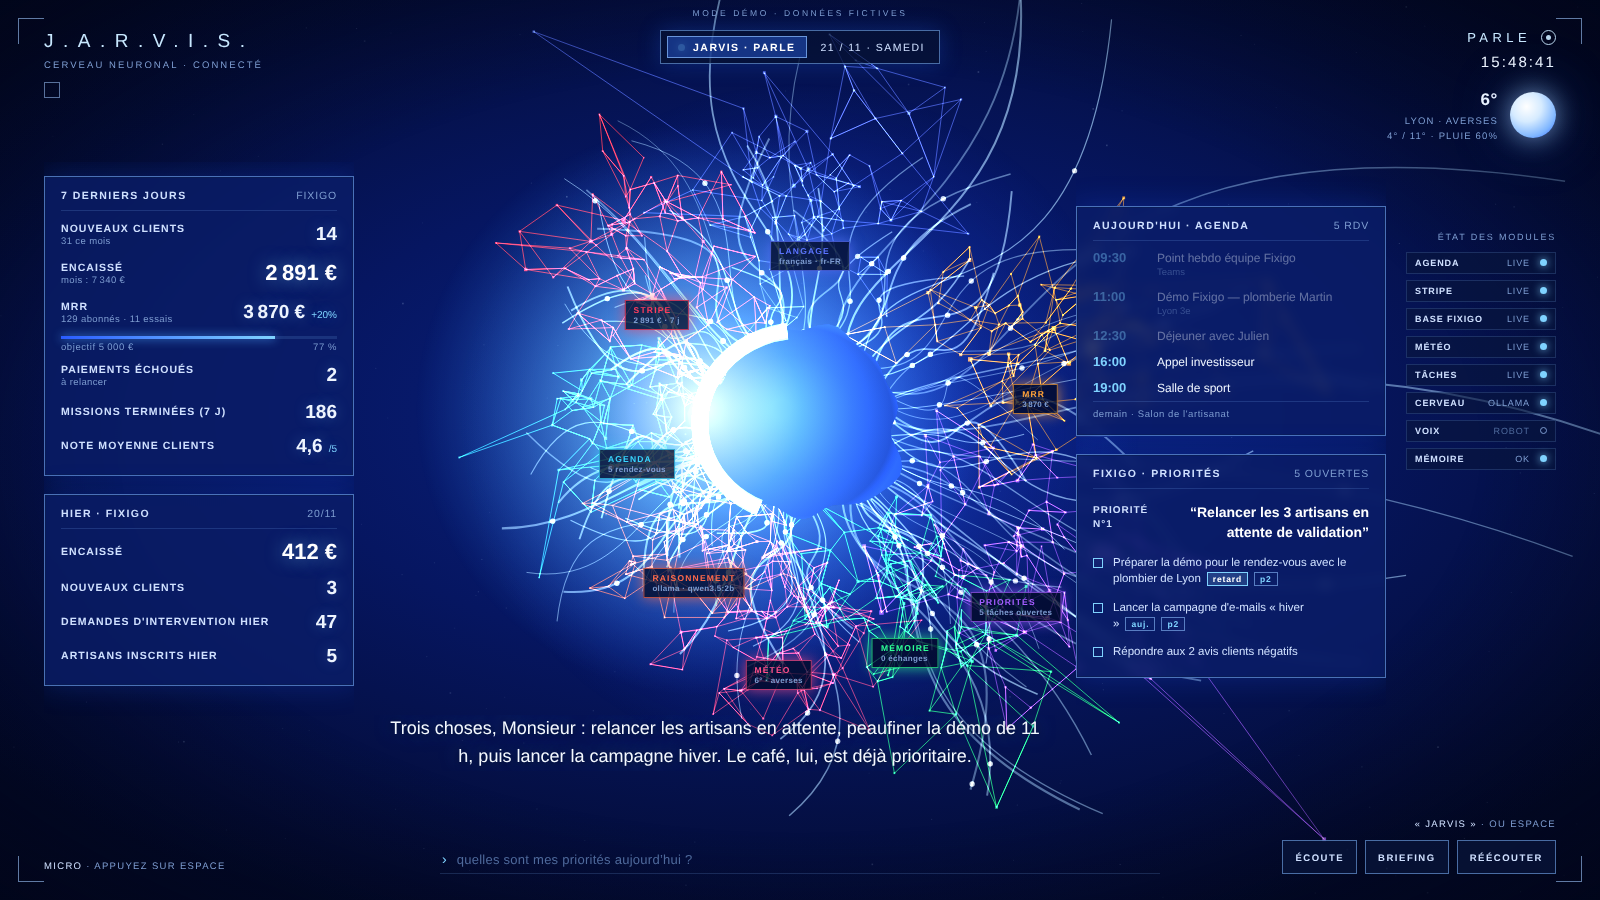 MODE DÉMO · DONNÉES FICTIVES
J.A.R.V.I.S.
CERVEAU NEURONAL · CONNECTÉ
JARVIS · PARLE
21 / 11 · SAMEDI
PARLE
15:48:41
6°
LYON · AVERSES
4° / 11° · PLUIE 60%
7 DERNIERS JOURS FIXIGO
NOUVEAUX CLIENTS 14
31 ce mois
ENCAISSÉ 2 891 €
mois : 7 340 €
MRR 3 870 € +20%
129 abonnés · 11 essais
objectif 5 000 € 77 %
PAIEMENTS ÉCHOUÉS 2
à relancer
MISSIONS TERMINÉES (7 J) 186
NOTE MOYENNE CLIENTS 4,6 /5
HIER · FIXIGO 20/11
ENCAISSÉ 412 €
NOUVEAUX CLIENTS 3
DEMANDES D'INTERVENTION HIER 47
ARTISANS INSCRITS HIER 5
LANGAGE
français · fr-FR
STRIPE
2 891 € · 7 j
MRR
3 870 €
AGENDA
5 rendez-vous
RAISONNEMENT
ollama · qwen3.5:2b
PRIORITÉS
5 tâches ouvertes
MÉMOIRE
0 échanges
MÉTÉO
6° · averses
AUJOURD'HUI · AGENDA 5 RDV
09:30 Point hebdo équipe Fixigo
Teams
11:00 Démo Fixigo — plomberie Martin
Lyon 3e
12:30 Déjeuner avec Julien
16:00 Appel investisseur
19:00 Salle de sport
demain · Salon de l'artisanat
FIXIGO · PRIORITÉS 5 OUVERTES
PRIORITÉ N°1
“Relancer les 3 artisans en
attente de validation”
Préparer la démo pour le rendez-vous avec le
plombier de Lyon retard p2
Lancer la campagne d'e-mails « hiver
» auj. p2
Répondre aux 2 avis clients négatifs
ÉTAT DES MODULES
AGENDA LIVE
STRIPE LIVE
BASE FIXIGO LIVE
MÉTÉO LIVE
TÂCHES LIVE
CERVEAU OLLAMA
VOIX ROBOT
MÉMOIRE OK
Trois choses, Monsieur : relancer les artisans en attente, peaufiner la démo de 11
h, puis lancer la campagne hiver. Le café, lui, est déjà prioritaire.
MICRO · APPUYEZ SUR ESPACE
› quelles sont mes priorités aujourd'hui ?
« JARVIS » · OU ESPACE
ÉCOUTE
BRIEFING
RÉÉCOUTER